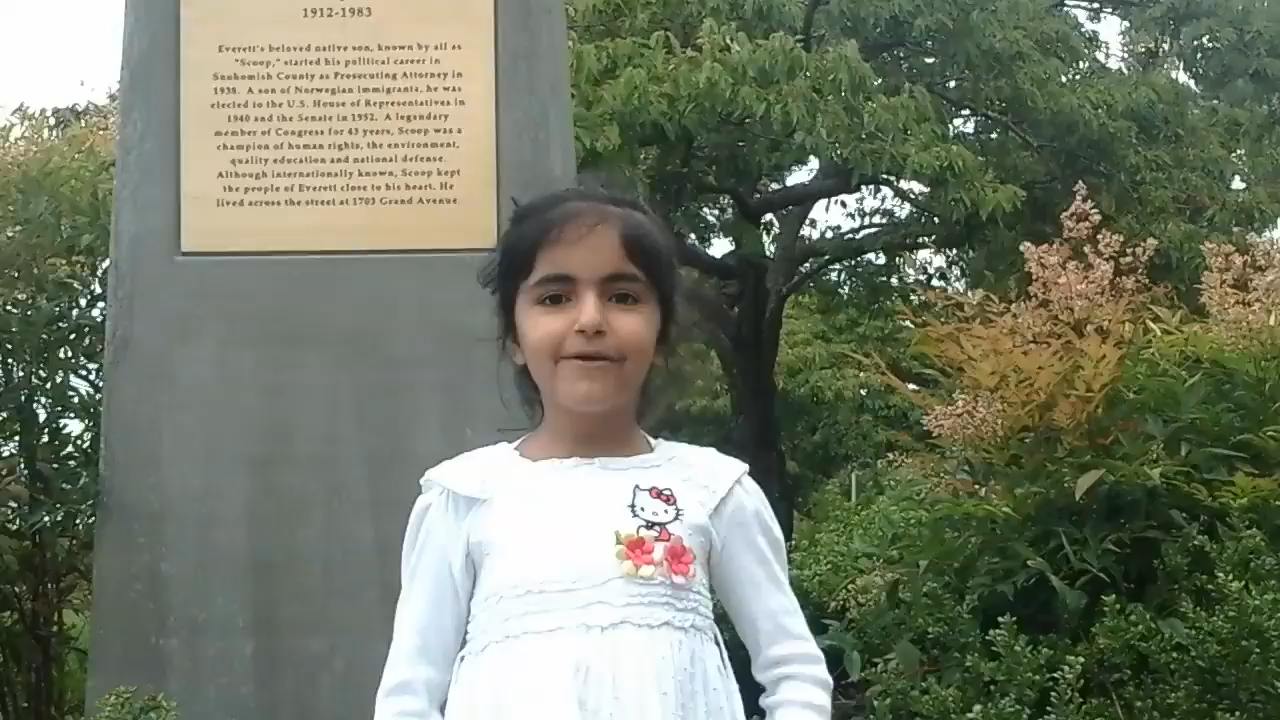 1912-1983
Everett's beloved native son, known by all as
"Scoop," started his political career in
Snohomish County as Prosecuting Attorney in
1938. A son of Norwegian immigrants, he was
elected to the U.S. House of Representatives in
1940 and the Senate in 1952. A legendary
member of Congress for 43 years, Scoop was a
champion of human rights, the environment,
quality education and national defense.
Although internationally known, Scoop kept
the people of Everett close to his heart. He
lived across the street at 1703 Grand Avenue